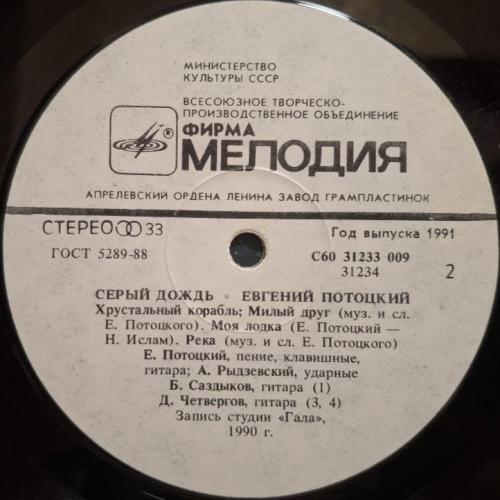 МИНИСТЕРСТВО
КУЛЬТУРЫ СССР
ВСЕСОЮЗНОЕ ТВОРЧЕСКО-
ПРОИЗВОДСТВЕННОЕ ОБЪЕДИНЕНИЕ
®
ФИРМА
МЕЛОДИЯ
АПРЕЛЕВСКИЙ ОРДЕНА ЛЕНИНА ЗАВОД ГРАМПЛАСТИНОК
СТЕРЕО 33
Год выпуска 1991
ГОСТ 5289-88
С60 31233 009
31234
2
СЕРЫЙ ДОЖДЬ · ЕВГЕНИЙ ПОТОЦКИЙ
Хрустальный корабль; Милый друг (муз. и сл.
Е. Потоцкого). Моя лодка (Е. Потоцкий —
Н. Ислам). Река (муз. и сл. Е. Потоцкого)
Е. Потоцкий, пение, клавишные,
гитара; А. Рыдзевский, ударные
Б. Саздыков, гитара (1)
Д. Четвергов, гитара (3, 4)
Запись студии «Гала»,
1990 г.